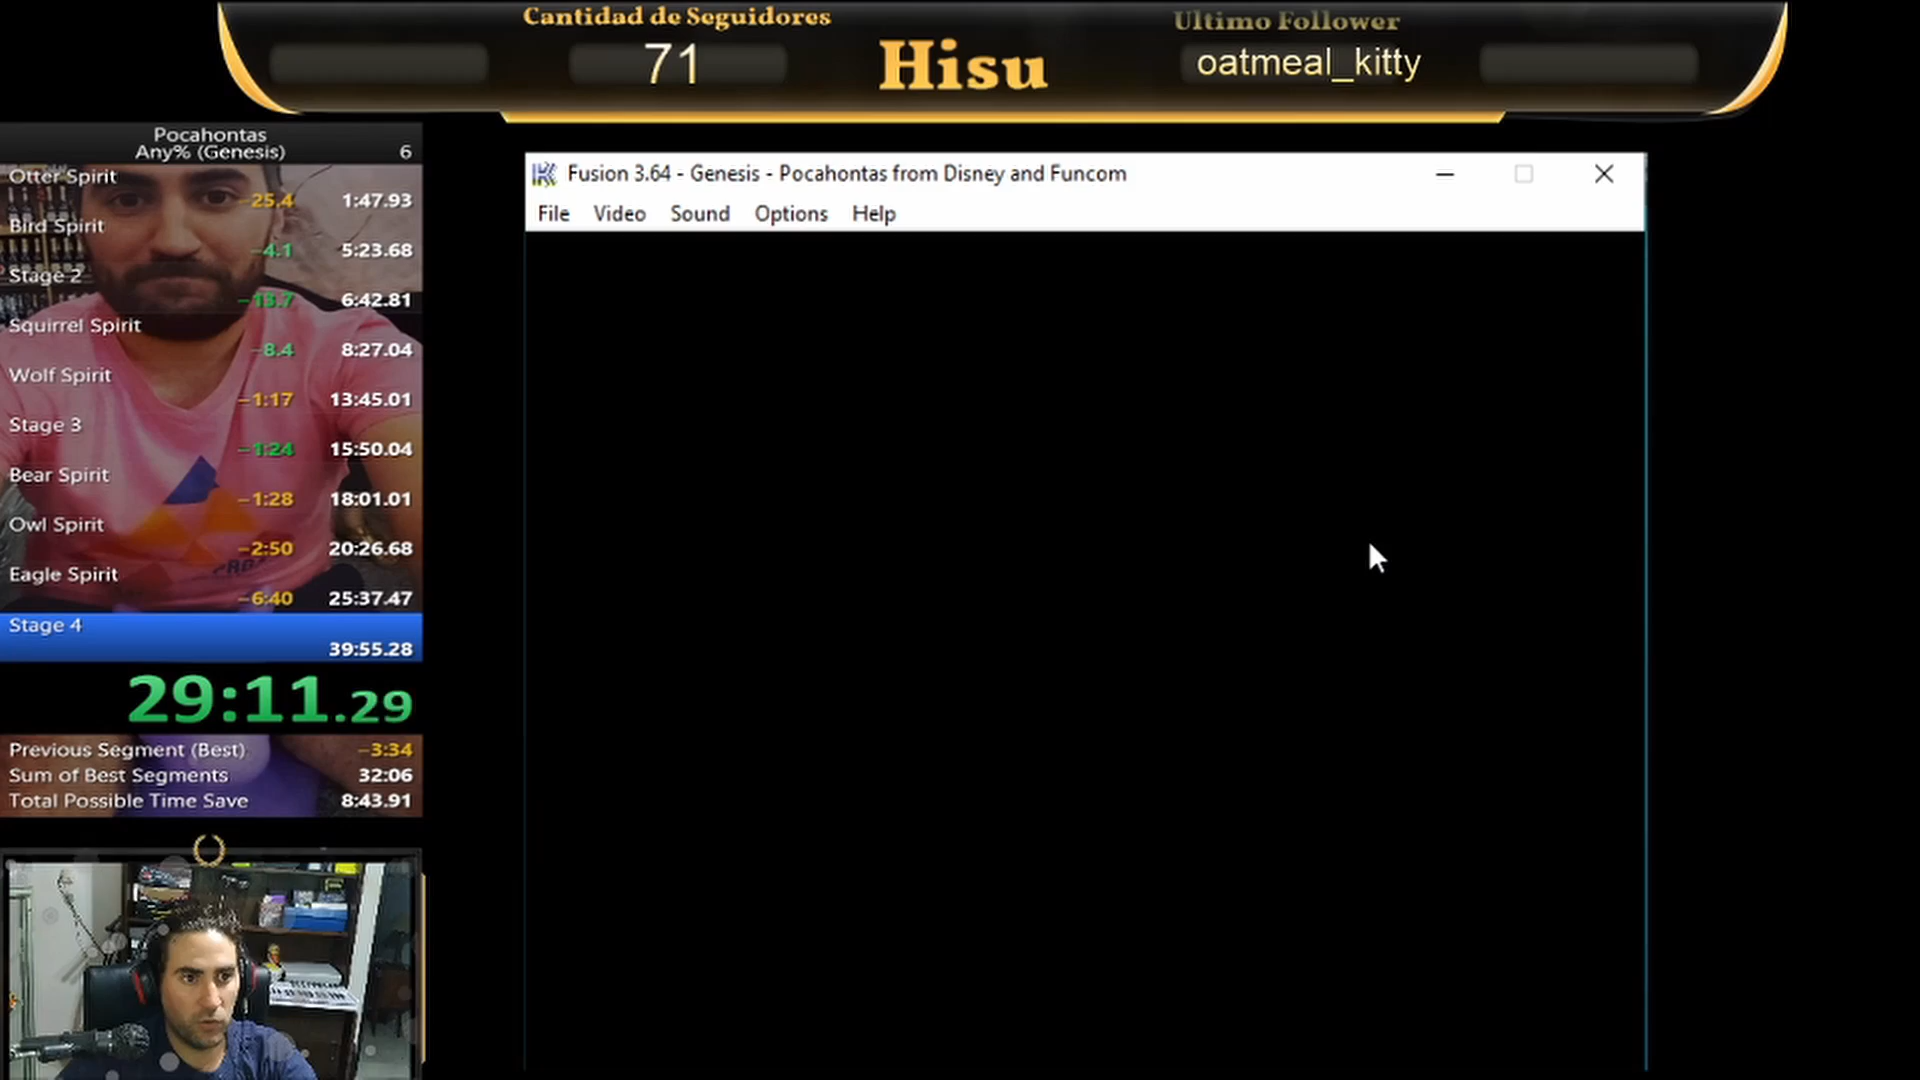 Cantidad de Seguidores
71
Hisu
Ultimo Follower
oatmeal_kitty
Pocahontas
Any% (Genesis) 6
Otter Spirit
-25.4 1:47.93
Bird Spirit
-4.1 5:23.68
Stage 2
-13.7 6:42.81
Squirrel Spirit
-8.4 8:27.04
Wolf Spirit
-1:17 13:45.01
Stage 3
-1:24 15:50.04
Bear Spirit
-1:28 18:01.01
Owl Spirit
-2:50 20:26.68
Eagle Spirit
-6:40 25:37.47
Stage 4
39:55.28
29:11.29
Previous Segment (Best) -3:34
Sum of Best Segments 32:06
Total Possible Time Save 8:43.91
Fusion 3.64 - Genesis - Pocahontas from Disney and Funcom
File Video Sound Options Help